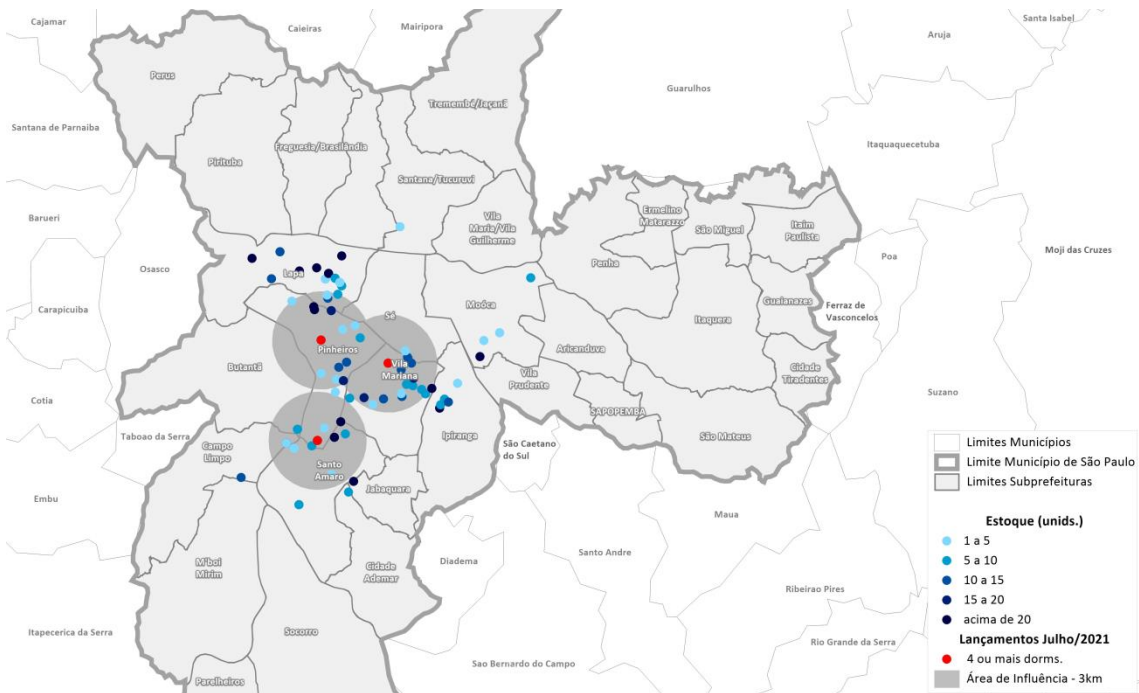 Cajamar
Caieiras
Mairipora
Santa Isabel
Aruja
Perus
Guarulhos
Tremembé/Jaçanã
Santana de Parnaiba
Freguesia/Brasilândia
Itaquaquecetuba
Pirituba
Santana/Tucuruvi
Ermelino
Matarazzo
São Miguel
Itaim
Paulista
Barueri
Vila
Maria/Vila
Guilherme
Moji das Cruzes
Poa
Osasco
Lapa
Penha
Carapicuiba
Moóca
Guaianazes
Ferraz de
Vasconcelos
Sé
Itaquera
Pinheiros
Aricanduva
Butantã
Vila
Mariana
Vila
Prudente
Cidade
Tiradentes
Suzano
Cotia
SAPOPEMBA
Taboao da Serra
Ipiranga
São Mateus
Campo
Limpo
São Caetano
do Sul
Santo
Amaro
Jabaquara
Embu
Maua
Santo Andre
Diadema
M'boi
Mirim
Cidade
Ademar
Ribeirao Pires
Itapecerica da Serra
Socorro
Rio Grande da Serra
Sao Bernardo do Campo
Parelheiros
Limites Municípios
Limite Município de São Paulo
Limites Subprefeituras
Estoque (unids.)
1 a 5
5 a 10
10 a 15
15 a 20
acima de 20
Lançamentos Julho/2021
4 ou mais dorms.
Área de Influência - 3km